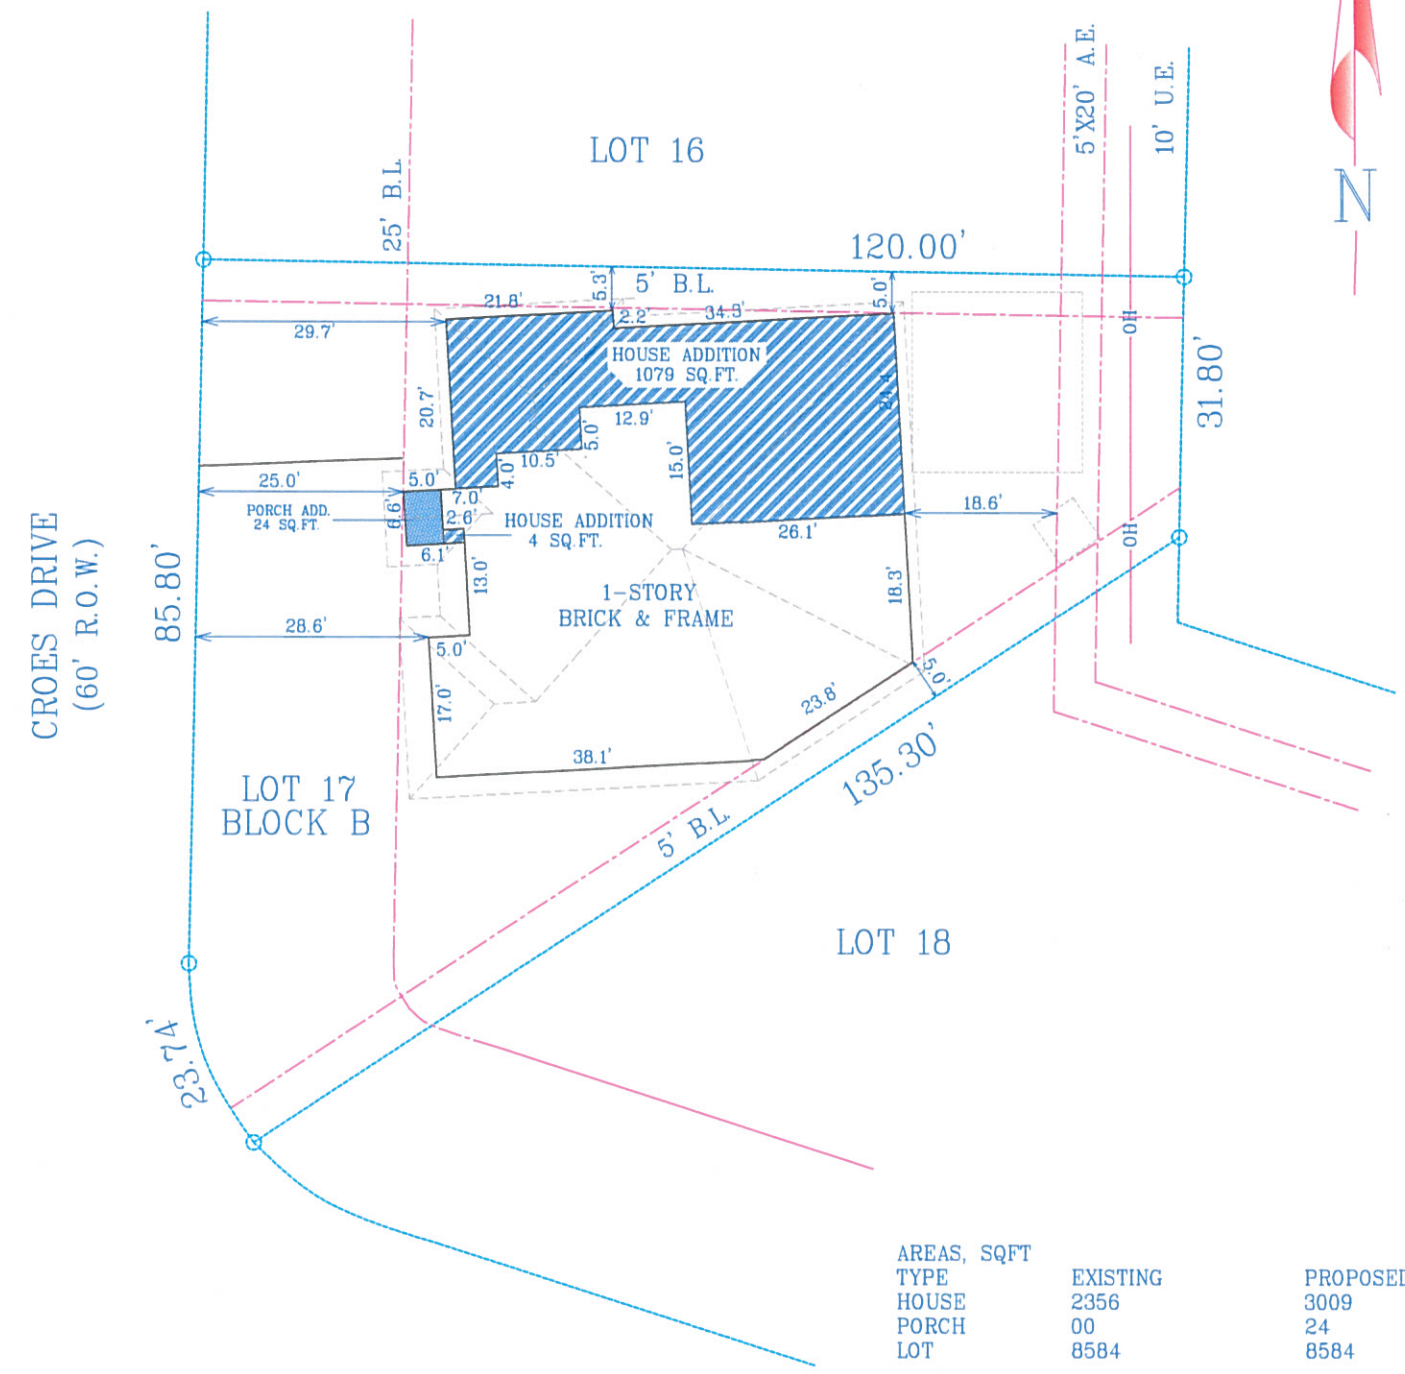 LOT 16
5'X20' A.E.
10' U.E.
25' B.L.
N
120.00'
5.3'
5' B.L.
5.0'
21.8'
2.2'
34.3'
29.7'
OH
HOUSE ADDITION
1079 SQ.FT.
31.80'
20.7'
24.4'
12.9'
5.0'
10.5'
15.0'
4.0'
25.0'
5.0'
7.0'
18.6'
PORCH ADD.
24 SQ.FT.
6.6'
2.6'
HOUSE ADDITION
4 SQ.FT.
26.1'
OH
6.1'
13.0'
18.3'
1-STORY
BRICK & FRAME
CROES DRIVE
(60' R.O.W.)
85.80'
28.6'
5.0'
5.0'
17.0'
23.8'
38.1'
135.30'
LOT 17
BLOCK B
5' B.L.
LOT 18
23.74'
AREAS, SQFT
TYPE EXISTING PROPOSED
HOUSE 2356 3009
PORCH 00 24
LOT 8584 8584